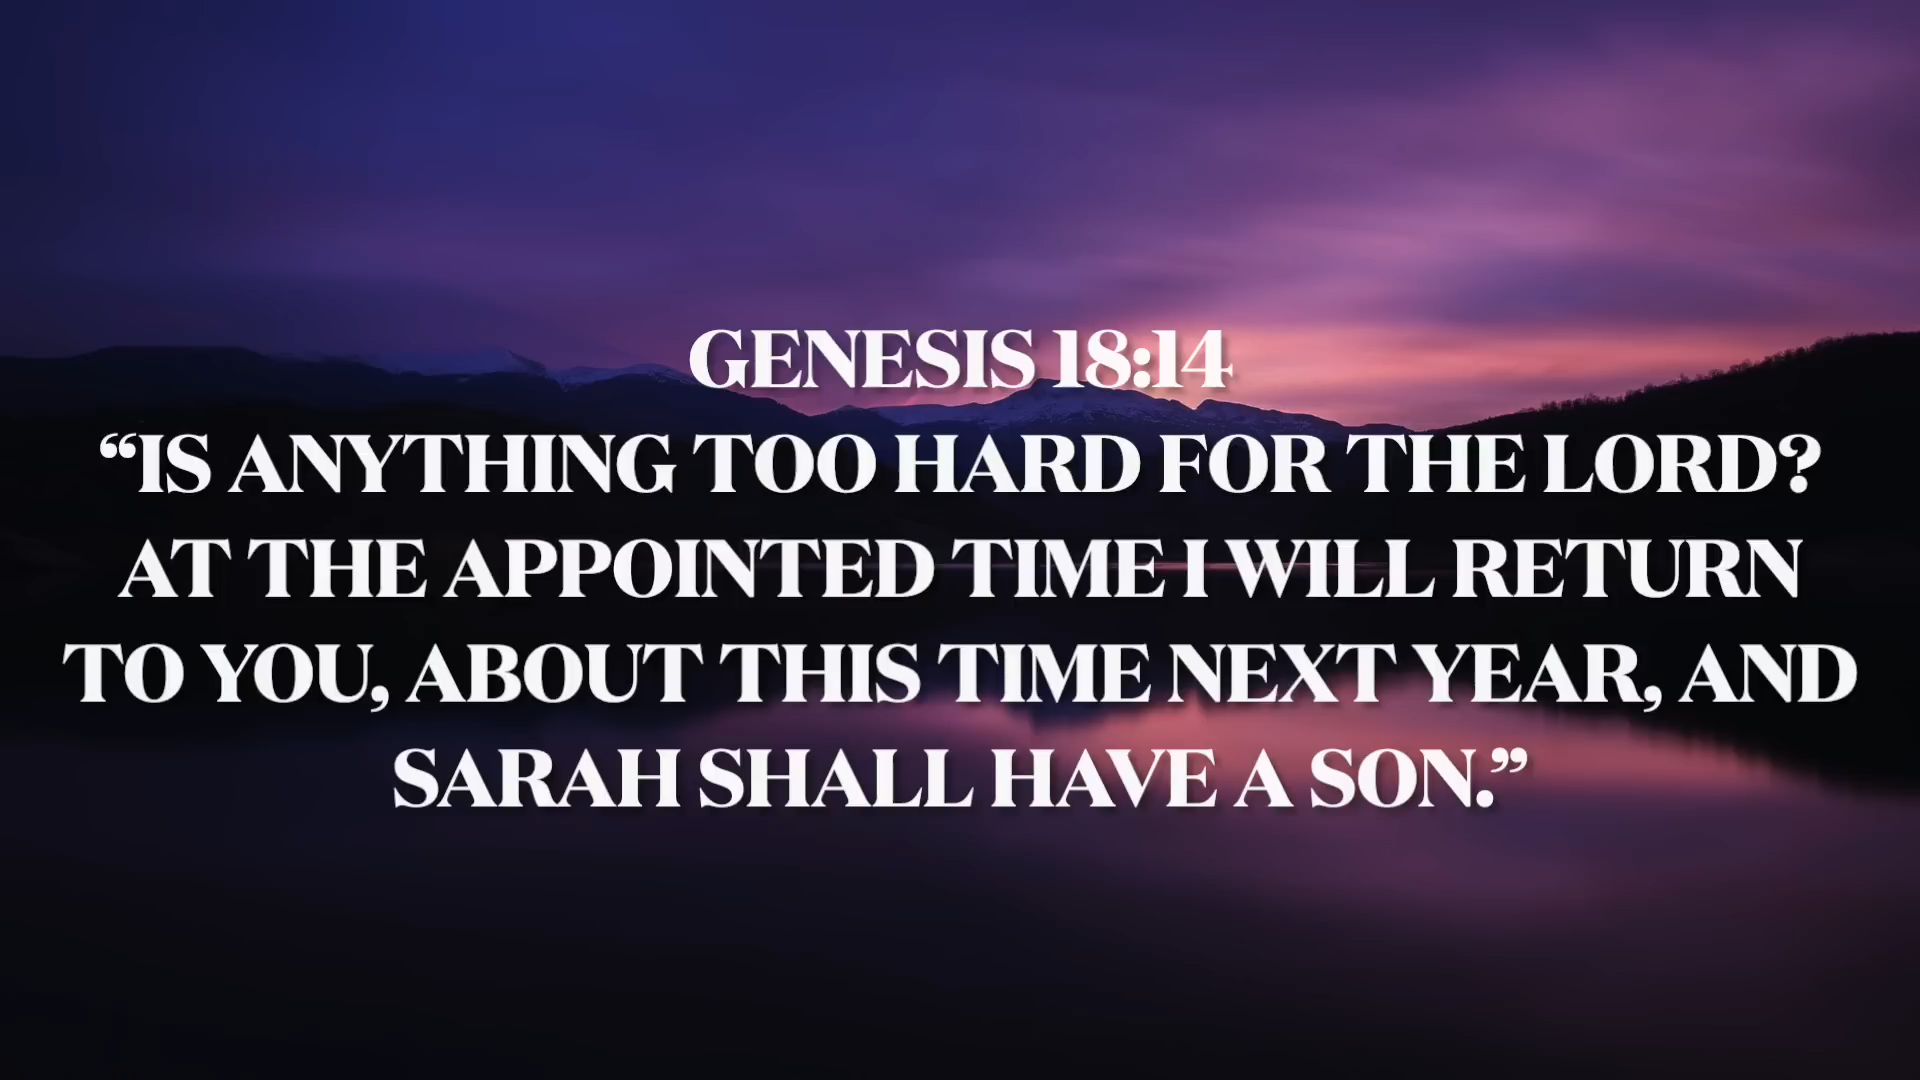 GENESIS 18:14
“IS ANYTHING TOO HARD FOR THE LORD?
AT THE APPOINTED TIME I WILL RETURN
TO YOU, ABOUT THIS TIME NEXT YEAR, AND
SARAH SHALL HAVE A SON.”